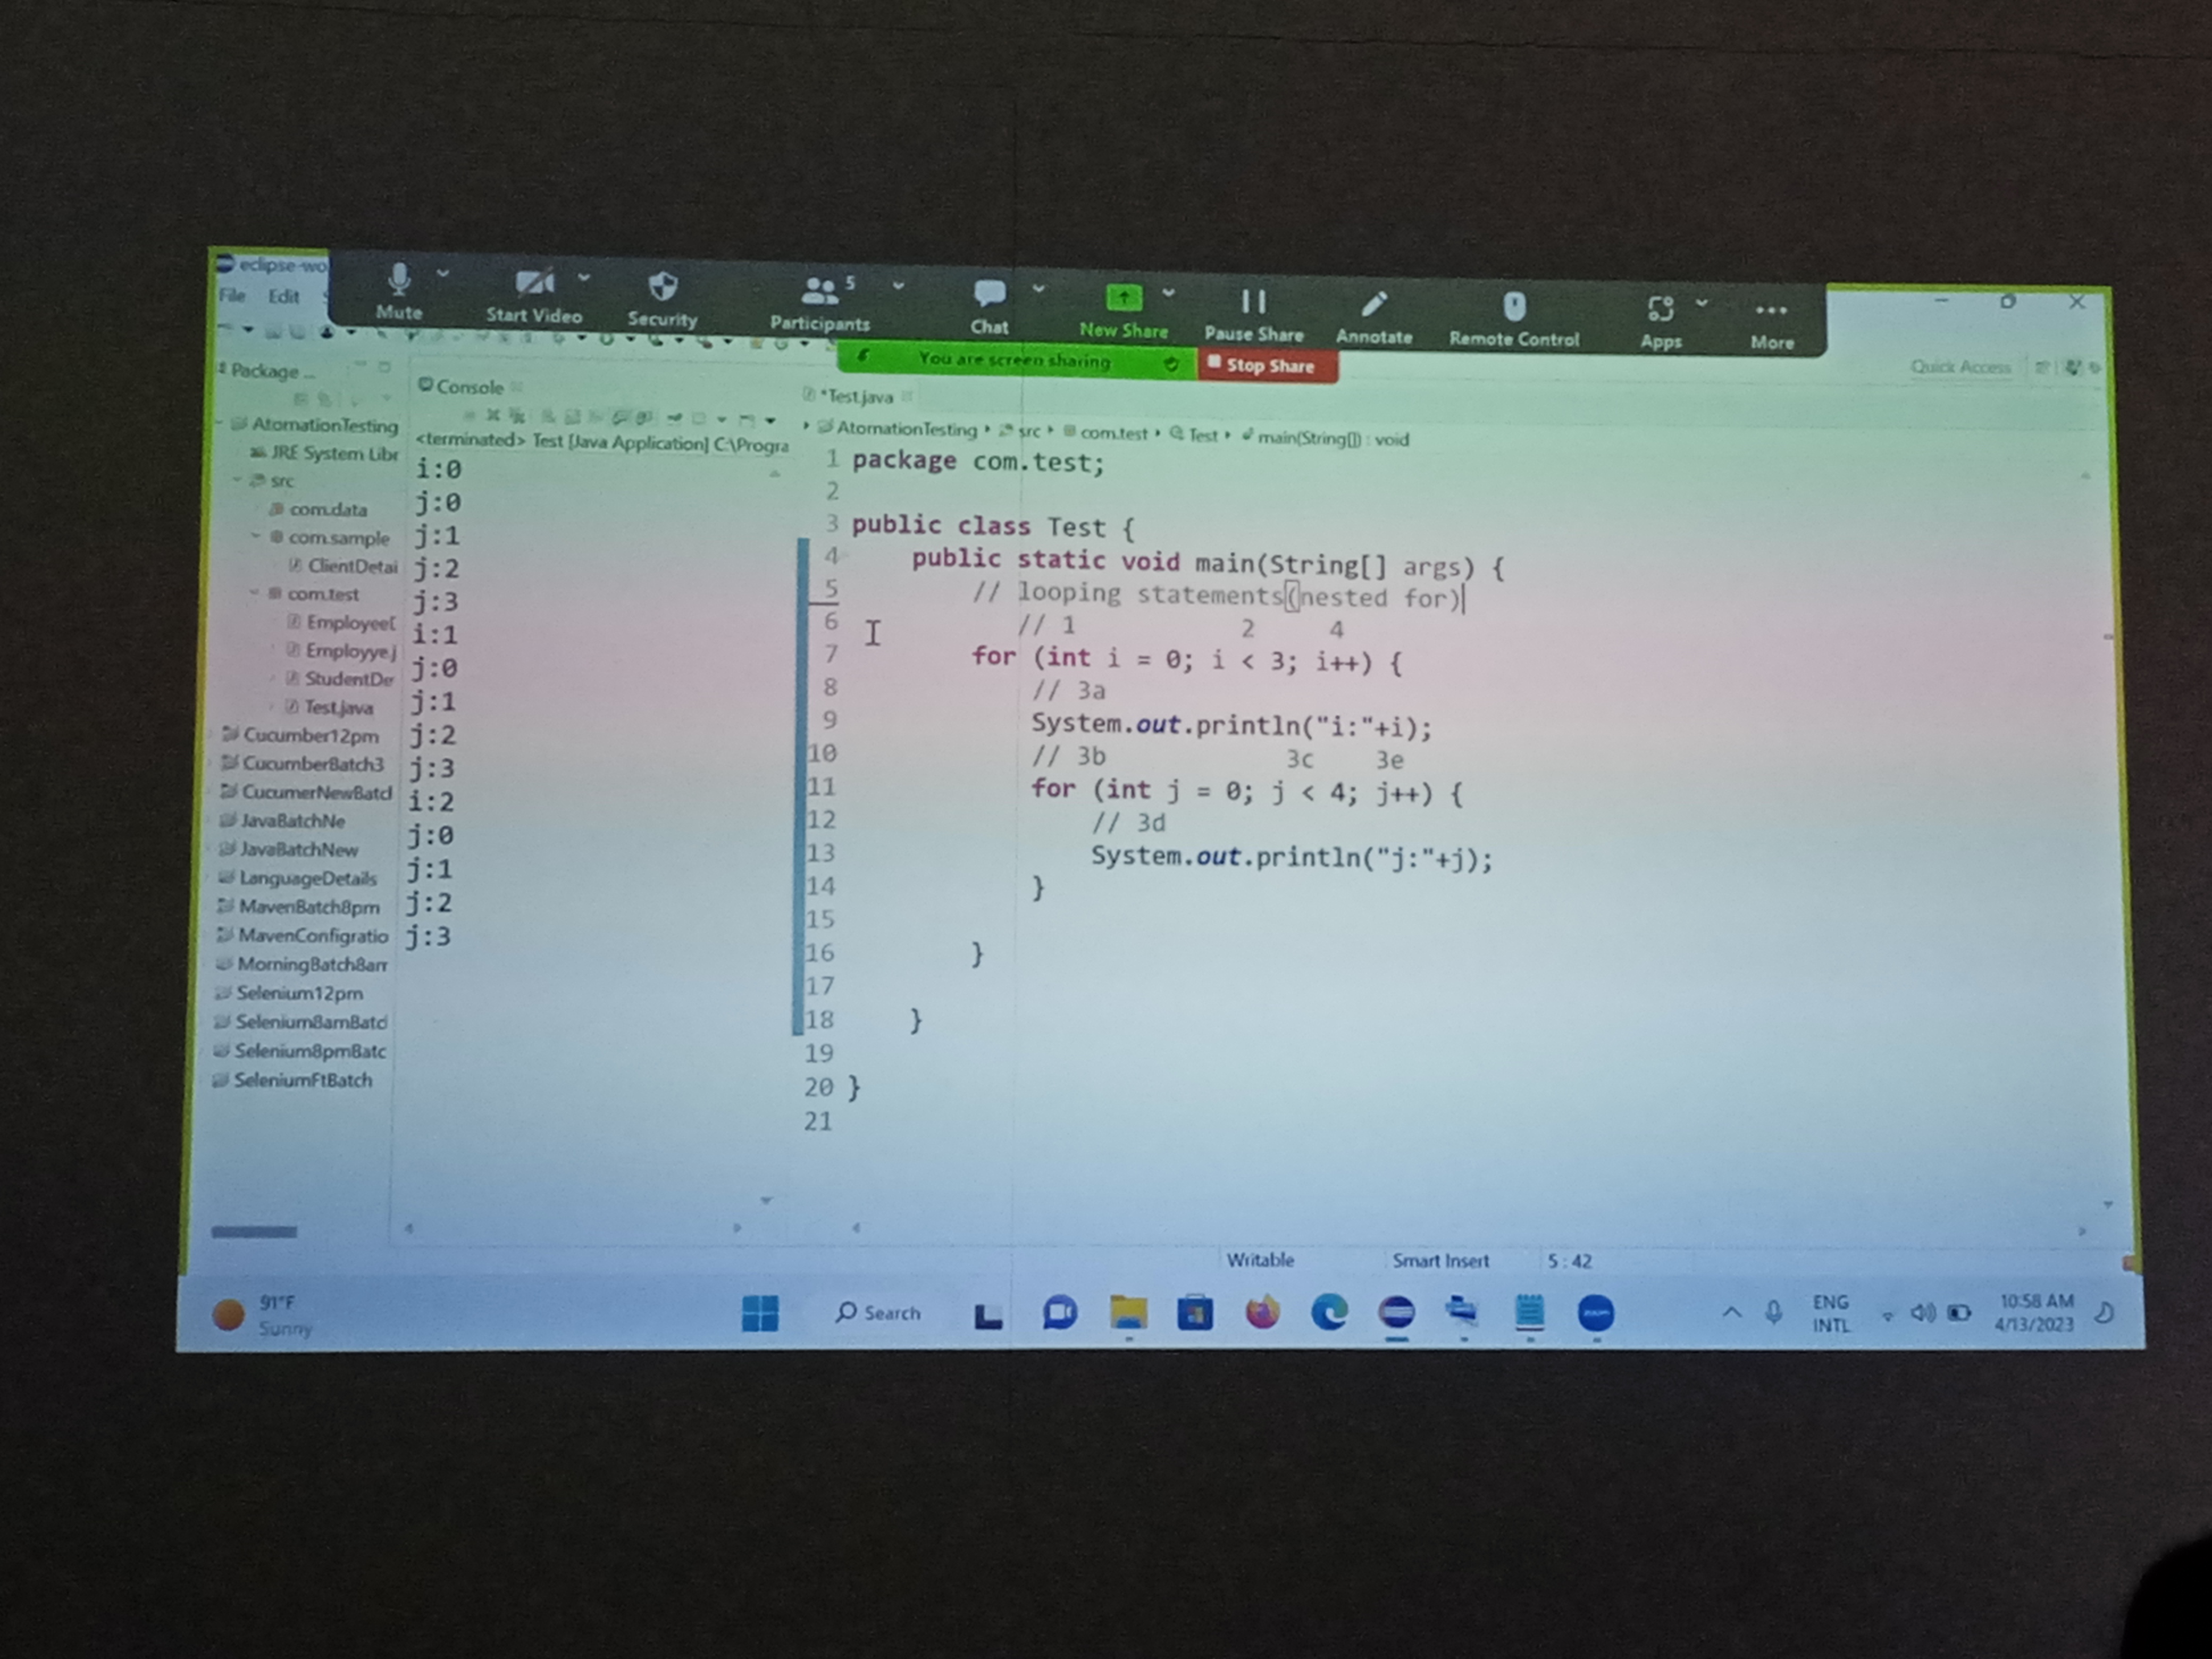 eclipse-wo
File Edit
Mute Start Video Security Participants 5 Chat New Share Pause Share Annotate Remote Control Apps More
You are screen sharing Stop Share
Quick Access
Package ...
AtomationTesting
JRE System Libr
src
com.data
com.sample
ClientDetai
com.test
Employee
Employye.j
StudentDe
Test.java
Cucumber12pm
CucumberBatch3
CucumerNewBatcl
JavaBatchNe
JavaBatchNew
LanguageDetails
MavenBatch8pm
MavenConfigratio
MorningBatch8am
Selenium12pm
Selenium8amBatcl
Selenium8pmBatc
SeleniumFtBatch
Console
<terminated> Test [Java Application] C:\Progra
i:0
j:0
j:1
j:2
j:3
i:1
j:0
j:1
j:2
j:3
i:2
j:0
j:1
j:2
j:3
*Test.java
AtomationTesting src com.test Test main(String[]) : void
1 package com.test;
2
3 public class Test {
4 public static void main(String[] args) {
5 // looping statements(nested for)
6 // 1 2 4
7 for (int i = 0; i < 3; i++) {
8 // 3a
9 System.out.println("i:"+i);
10 // 3b 3c 3e
11 for (int j = 0; j < 4; j++) {
12 // 3d
13 System.out.println("j:"+j);
14 }
15
16 }
17
18 }
19
20 }
21
Writable Smart Insert 5 : 42
91°F
Sunny
Search
zoom
ENG
INTL
10:58 AM
4/13/2023